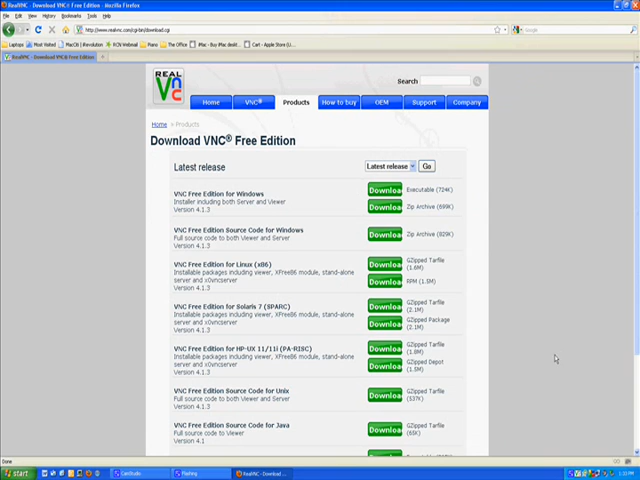 RealVNC - Download VNC® Free Edition - Mozilla Firefox
File Edit View History Bookmarks Tools Help
http://www.realvnc.com/cgi-bin/download.cgi
Google
Laptops Most Visited MacOS RCN Webmail Plans The Office iMac - Buy iMac deskt... Cart - Apple Store (I...
RealVNC - Download VNC® Free Edition
REAL
VNC
Search
Home VNC® Products How to buy OEM Support Company
Home > Products
Download VNC® Free Edition
Latest release Latest release Go
VNC Free Edition for Windows
Installer including both Server and Viewer
Version 4.1.3
Download Executable (724K)
Download Zip Archive (699K)
VNC Free Edition Source Code for Windows
Full source code to both Viewer and Server
Version 4.1.3
Download Zip Archive (829K)
VNC Free Edition for Linux (x86)
Installable packages including viewer, XFree86 module, stand-alone
server and x0vncserver
Version 4.1.3
Download GZipped Tarfile
(1.6M)
Download RPM (1.5M)
VNC Free Edition for Solaris 7 (SPARC)
Installable packages including viewer, XFree86 module, stand-alone
server and x0vncserver
Version 4.1.3
Download GZipped Tarfile
(2.1M)
Download GZipped Package
(2.1M)
VNC Free Edition for HP-UX 11/11i (PA-RISC)
Installable packages including viewer, XFree86 module, stand-alone
server and x0vncserver
Version 4.1.3
Download GZipped Tarfile
(1.8M)
Download GZipped Depot
(1.5M)
VNC Free Edition Source Code for Unix
Full source code to both Viewer and Server
Version 4.1.3
Download GZipped Tarfile
(537K)
VNC Free Edition Source Code for Java
Full source code to Viewer
Version 4.1
Download GZipped Tarfile
(65K)
Done
start CamStudio Flashing RealVNC - Download ... 1:33 PM